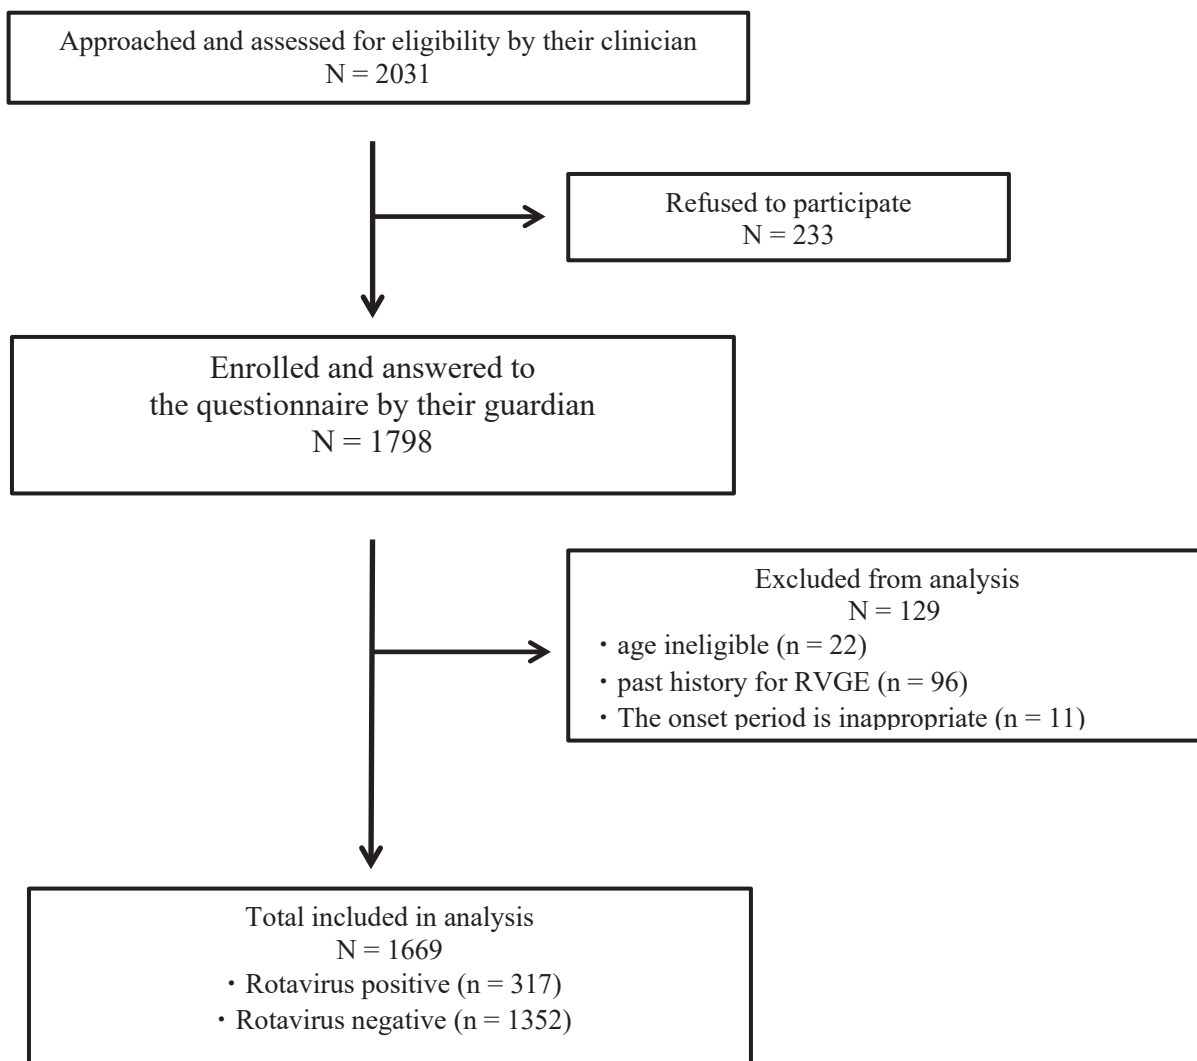 Approached and assessed for eligibility by their clinician
N = 2031
Refused to participate
N = 233
Enrolled and answered to
the questionnaire by their guardian
N = 1798
Excluded from analysis
N = 129
・age ineligible (n = 22)
・past history for RVGE (n = 96)
・The onset period is inappropriate (n = 11)
Total included in analysis
N = 1669
・Rotavirus positive (n = 317)
・Rotavirus negative (n = 1352)